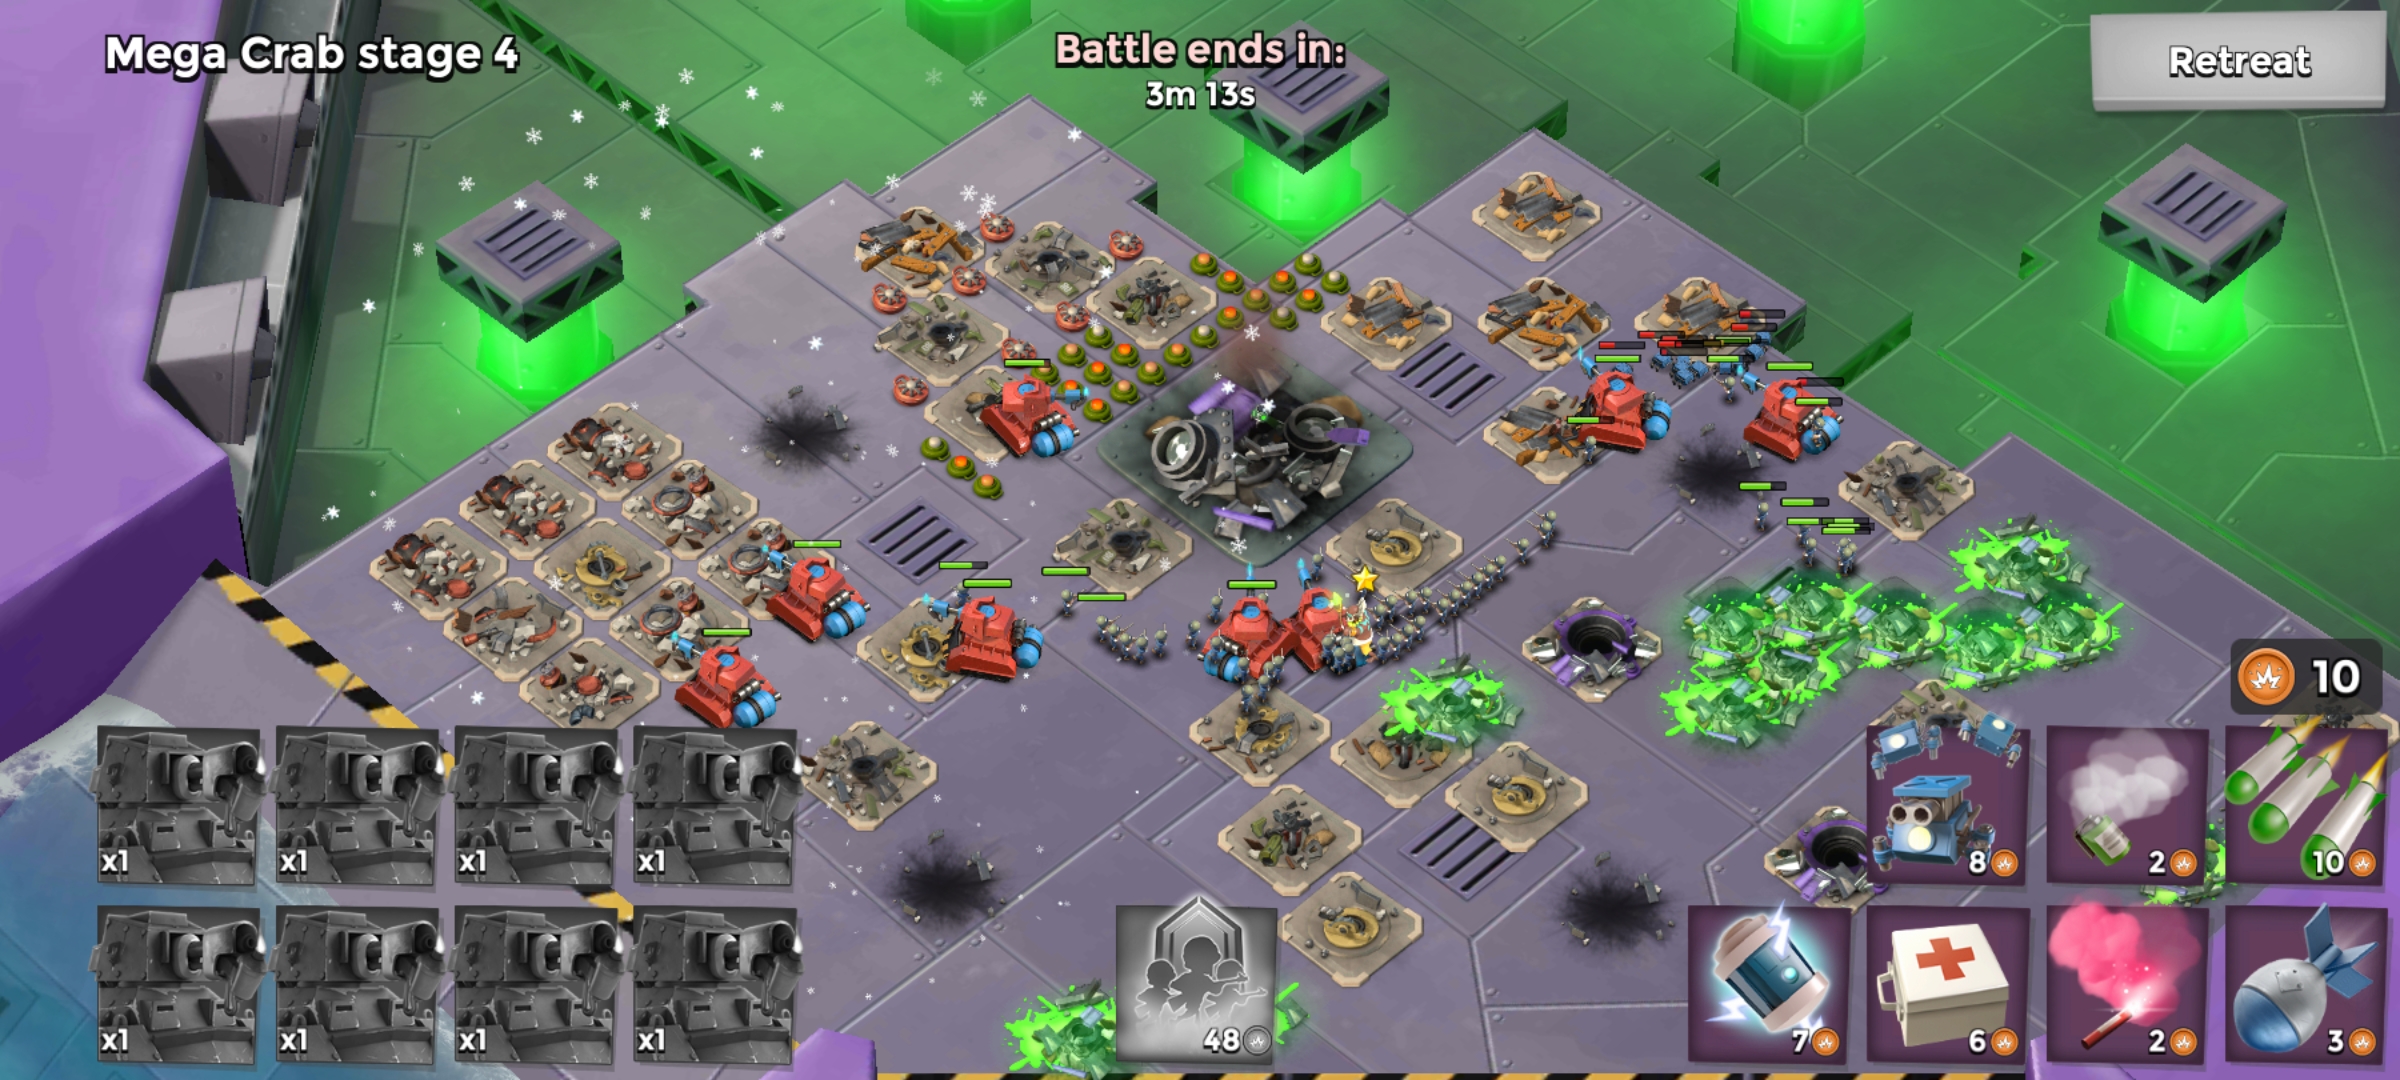 Mega Crab stage 4
Battle ends in:
3m 13s
Retreat
10
x1
x1
x1
x1
8
2
10
x1
x1
x1
x1
48
7
6
2
3